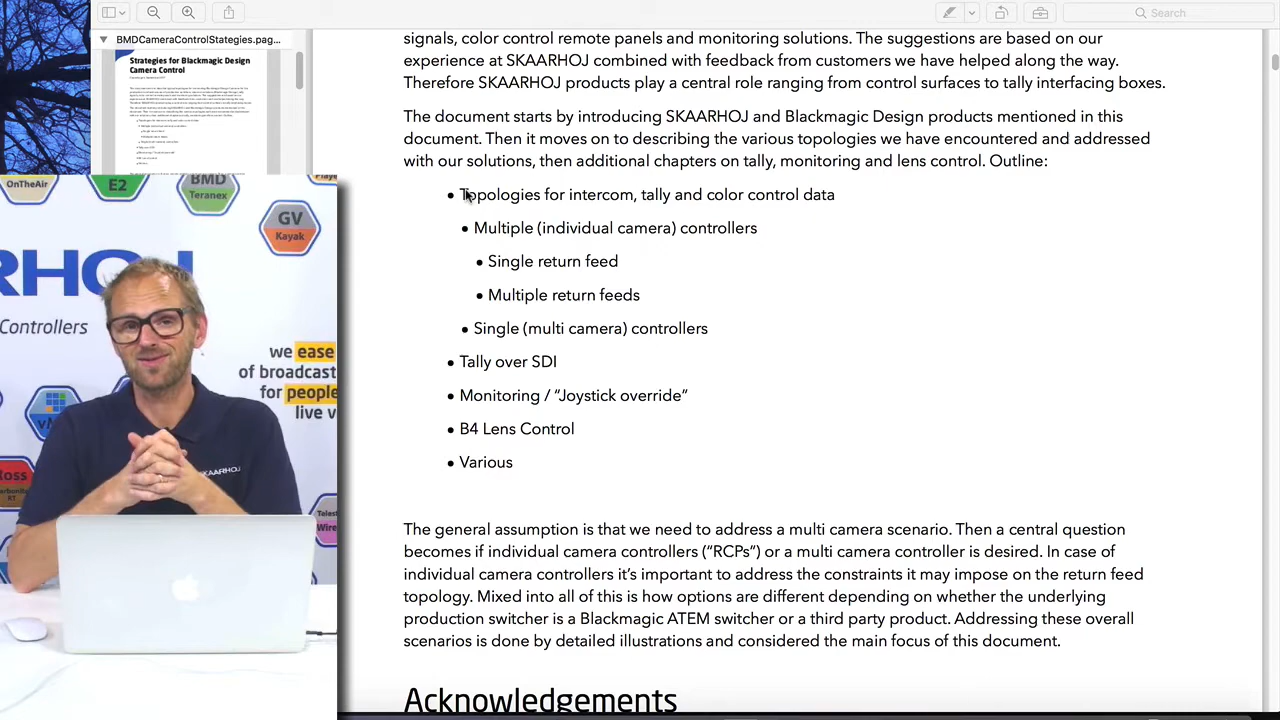 Search
BMDCameraControlStategies.pag...
Strategies for Blackmagic Design
Camera Control
signals, color control remote panels and monitoring solutions. The suggestions are based on our
experience at SKAARHOJ combined with feedback from customers we have helped along the way.
Therefore SKAARHOJ products play a central role ranging from control surfaces to tally interfacing boxes.
The document starts by introducing SKAARHOJ and Blackmagic Design products mentioned in this
document. Then it moves on to describing the various topologies we have encountered and addressed
with our solutions, then additional chapters on tally, monitoring and lens control. Outline:
• Topologies for intercom, tally and color control data
• Multiple (individual camera) controllers
• Single return feed
• Multiple return feeds
• Single (multi camera) controllers
• Tally over SDI
• Monitoring / “Joystick override”
• B4 Lens Control
• Various
The general assumption is that we need to address a multi camera scenario. Then a central question
becomes if individual camera controllers (“RCPs”) or a multi camera controller is desired. In case of
individual camera controllers it’s important to address the constraints it may impose on the return feed
topology. Mixed into all of this is how options are different depending on whether the underlying
production switcher is a Blackmagic ATEM switcher or a third party product. Addressing these overall
scenarios is done by detailed illustrations and considered the main focus of this document.
Acknowledgements
OnTheAir
E2
BMD
Teranex
GV
Kayak
ARHOJ
Controllers
we ease
of broadcast
for people
live v
Ross
SKAARHOJ
Wire